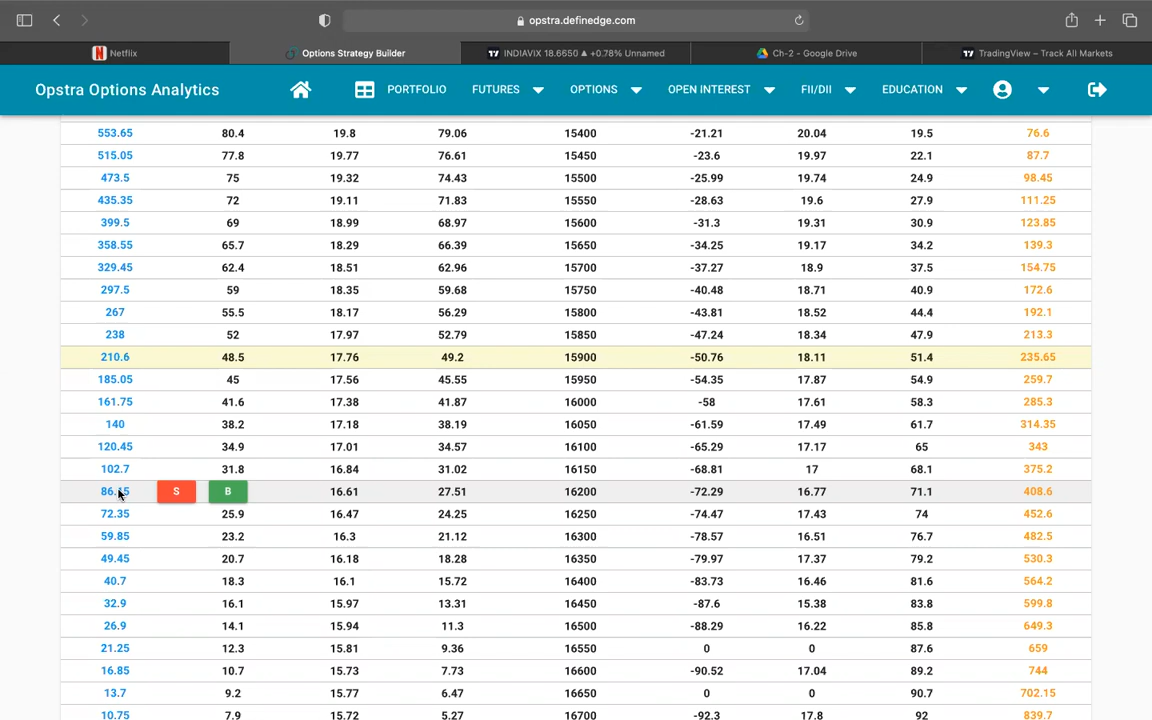 opstra.definedge.com
Netflix
Options Strategy Builder
INDIAVIX 18.6650 ▲ +0.78% Unnamed
Ch-2 - Google Drive
TradingView – Track All Markets
Opstra Options Analytics
PORTFOLIO
FUTURES
OPTIONS
OPEN INTEREST
FII/DII
EDUCATION
553.65 80.4 19.8 79.06 15400 -21.21 20.04 19.5 76.6
515.05 77.8 19.77 76.61 15450 -23.6 19.97 22.1 87.7
473.5 75 19.32 74.43 15500 -25.99 19.74 24.9 98.45
435.35 72 19.11 71.83 15550 -28.63 19.6 27.9 111.25
399.5 69 18.99 68.97 15600 -31.3 19.31 30.9 123.85
358.55 65.7 18.29 66.39 15650 -34.25 19.17 34.2 139.3
329.45 62.4 18.51 62.96 15700 -37.27 18.9 37.5 154.75
297.5 59 18.35 59.68 15750 -40.48 18.71 40.9 172.6
267 55.5 18.17 56.29 15800 -43.81 18.52 44.4 192.1
238 52 17.97 52.79 15850 -47.24 18.34 47.9 213.3
210.6 48.5 17.76 49.2 15900 -50.76 18.11 51.4 235.65
185.05 45 17.56 45.55 15950 -54.35 17.87 54.9 259.7
161.75 41.6 17.38 41.87 16000 -58 17.61 58.3 285.3
140 38.2 17.18 38.19 16050 -61.59 17.49 61.7 314.35
120.45 34.9 17.01 34.57 16100 -65.29 17.17 65 343
102.7 31.8 16.84 31.02 16150 -68.81 17 68.1 375.2
S B 16.61 27.51 16200 -72.29 16.77 71.1 408.6
72.35 25.9 16.47 24.25 16250 -74.47 17.43 74 452.6
59.85 23.2 16.3 21.12 16300 -78.57 16.51 76.7 482.5
49.45 20.7 16.18 18.28 16350 -79.97 17.37 79.2 530.3
40.7 18.3 16.1 15.72 16400 -83.73 16.46 81.6 564.2
32.9 16.1 15.97 13.31 16450 -87.6 15.38 83.8 599.8
26.9 14.1 15.94 11.3 16500 -88.29 16.22 85.8 649.3
21.25 12.3 15.81 9.36 16550 0 0 87.6 659
16.85 10.7 15.73 7.73 16600 -90.52 17.04 89.2 744
13.7 9.2 15.77 6.47 16650 0 0 90.7 702.15
10.75 7.9 15.72 5.27 16700 -92.3 17.8 92 839.7